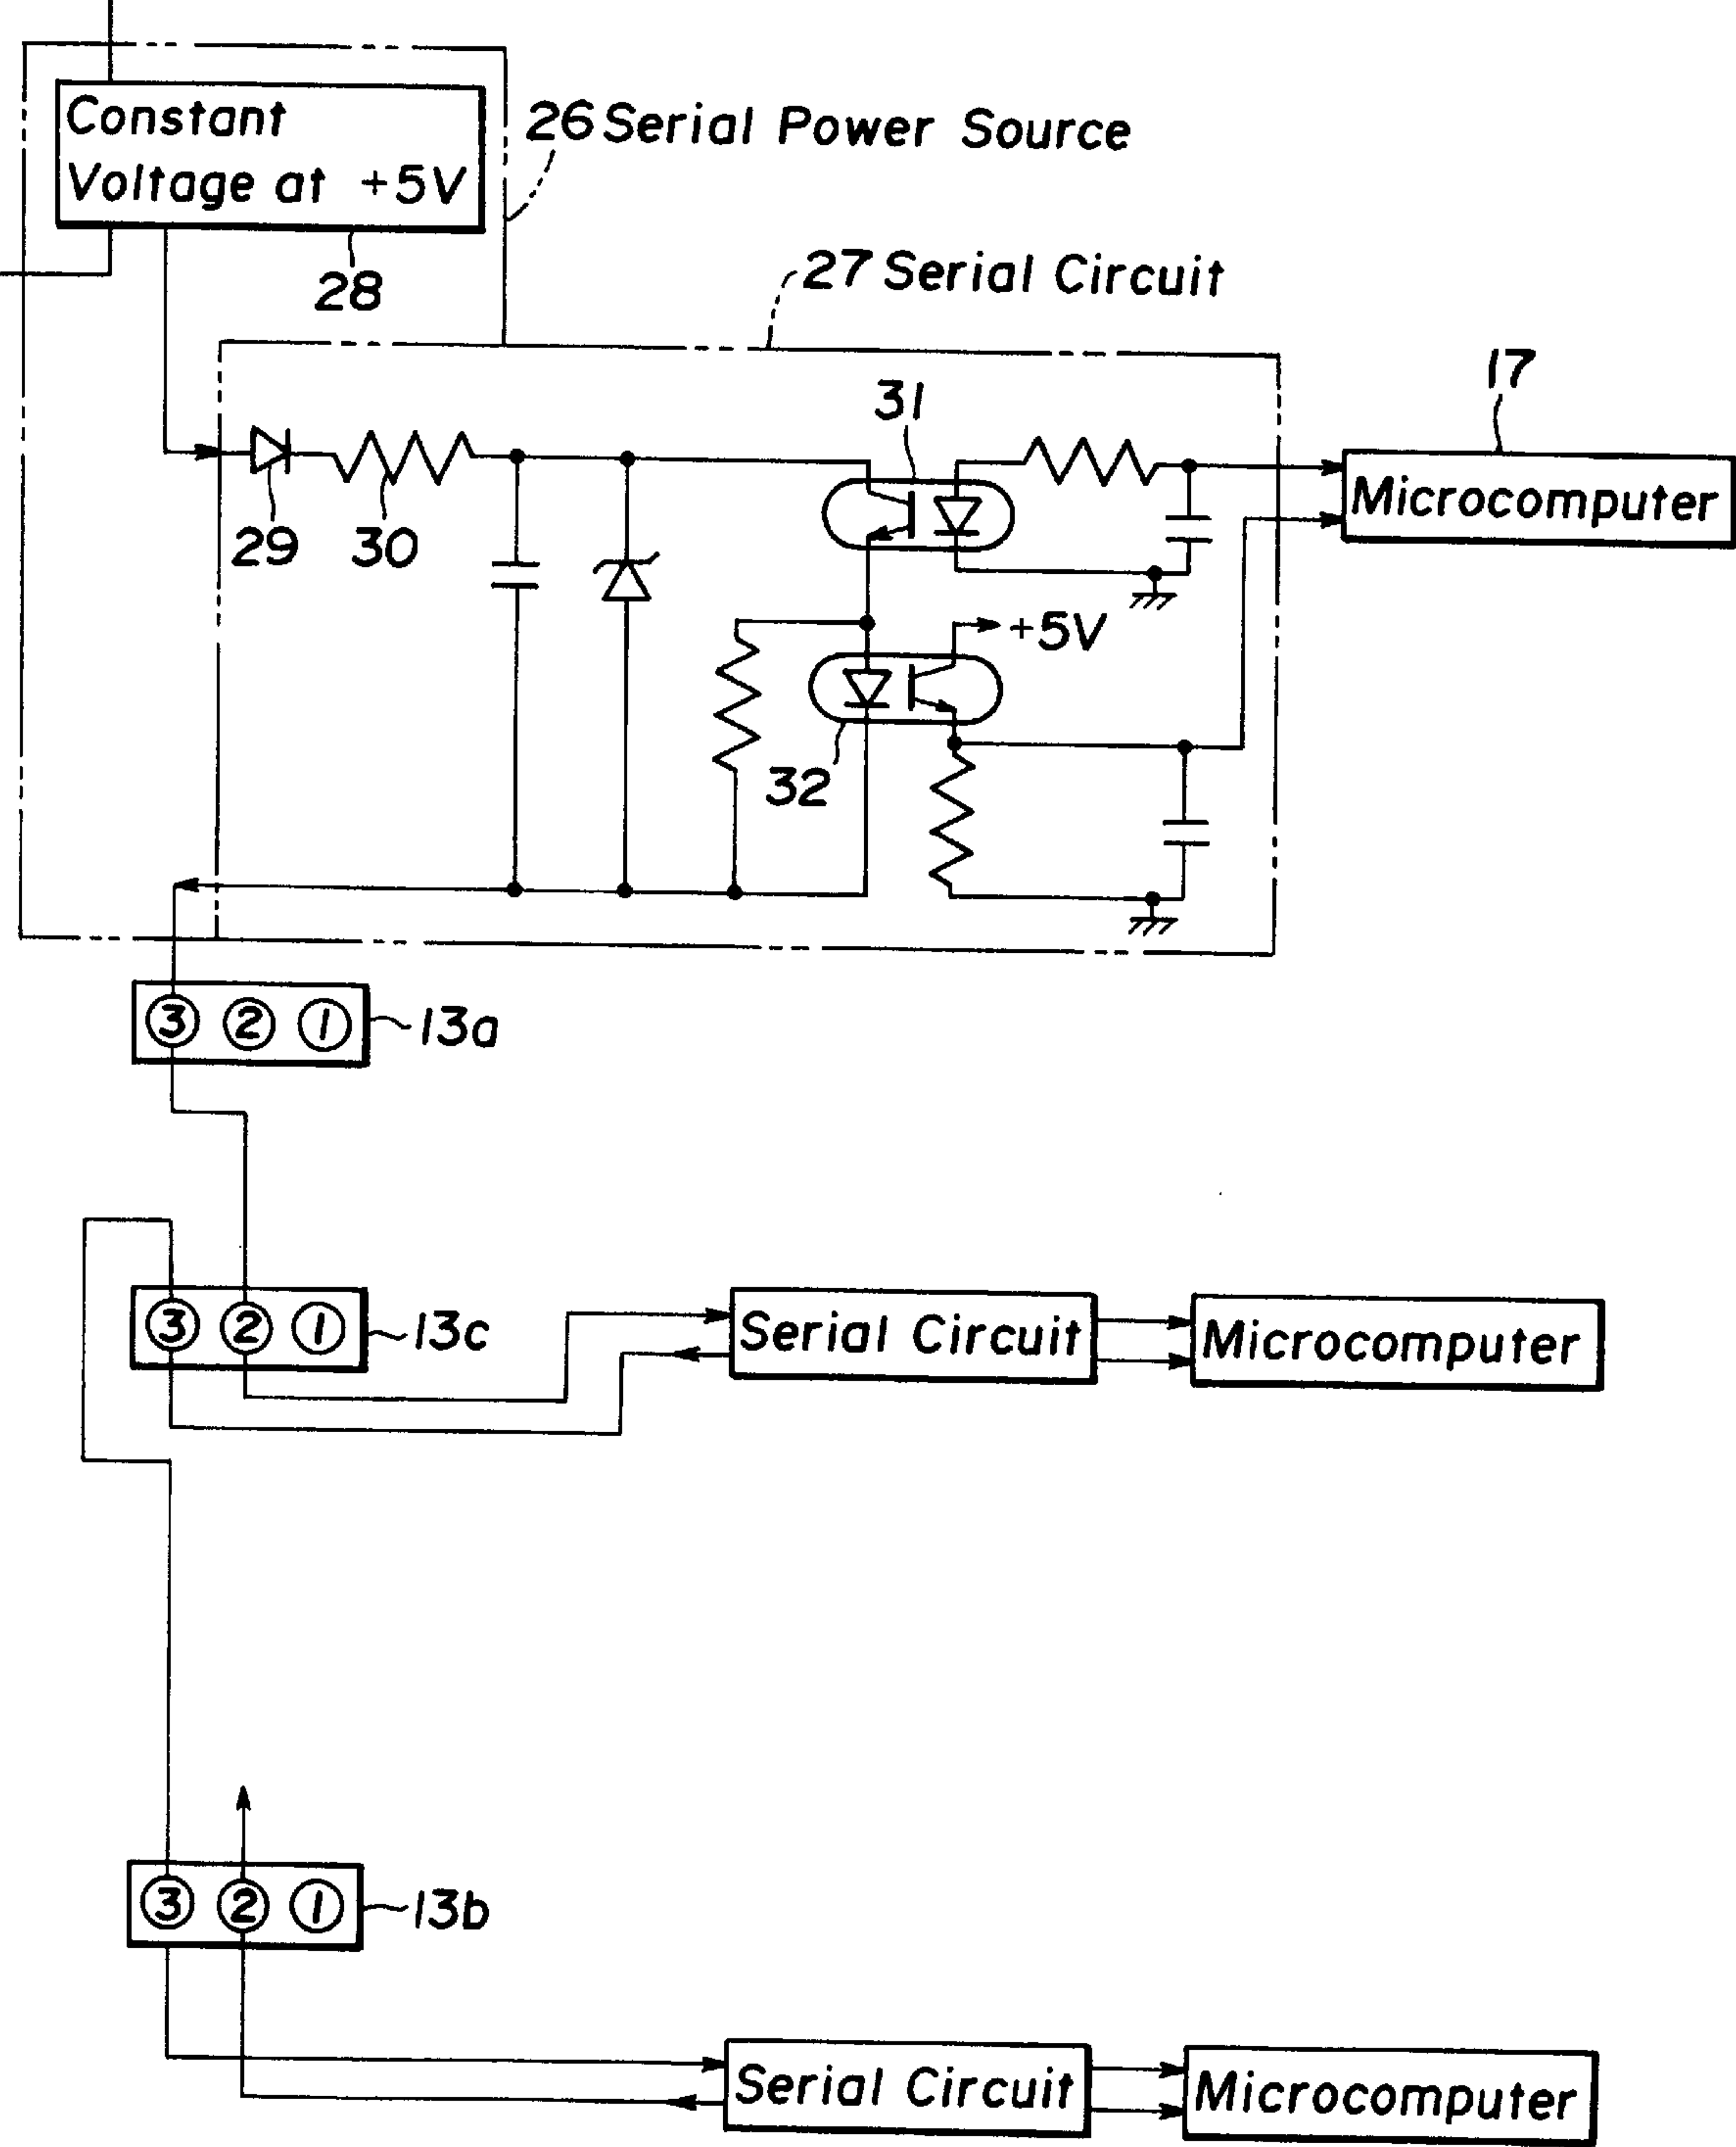 Constant
Voltage at +5V
26 Serial Power Source
28
27 Serial Circuit
17
31
Microcomputer
29
30
+5V
32
③ ② ① 13a
③ ② ① 13c
Serial Circuit
Microcomputer
③ ② ① 13b
Serial Circuit
Microcomputer